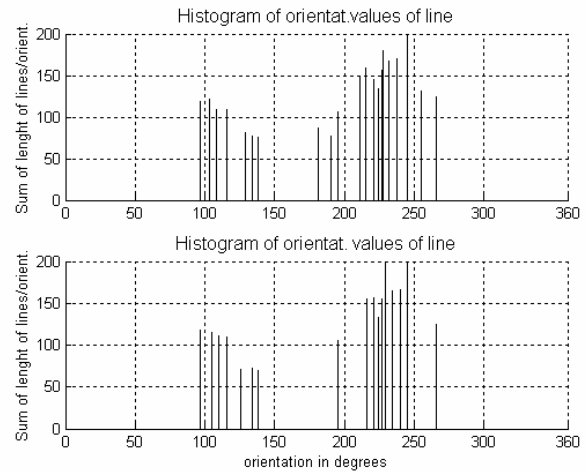 Histogram of orientat.values of line
Sum of lenght of lines/orient.
200
150
100
50
0
0 50 100 150 200 250 300 360
Histogram of orientat. values of line
Sum of lenght of lines/orient.
200
150
100
50
0
0 50 100 150 200 250 300 360
orientation in degrees